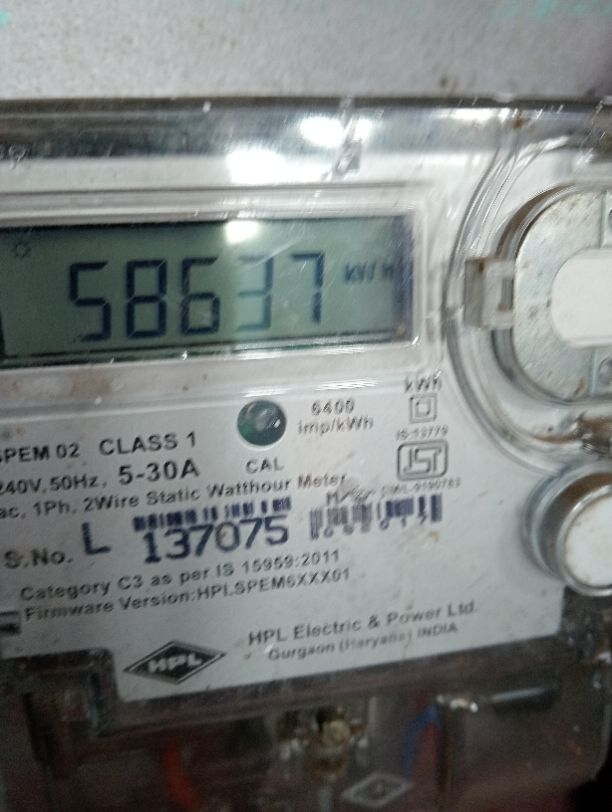 58637 kWh
6400
imp/kWh
kWh
IS-13779
SPEM 02 CLASS 1
CAL
240V, 50Hz, 5-30A
ac, 1Ph, 2Wire Static Watthour Meter
S.No. L 137075
Category C3 as per IS 15959:2011
Firmware Version:HPLSPEM6XXX01
HPL
HPL Electric & Power Ltd.
Gurgaon (Haryana) INDIA